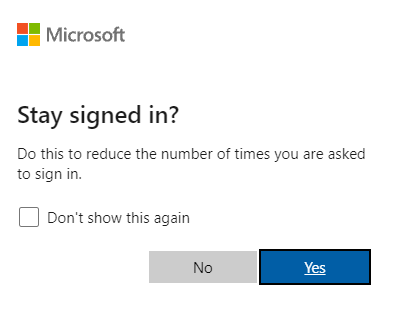 Microsoft
Stay signed in?
Do this to reduce the number of times you are asked
to sign in.
Don't show this again
No
Yes